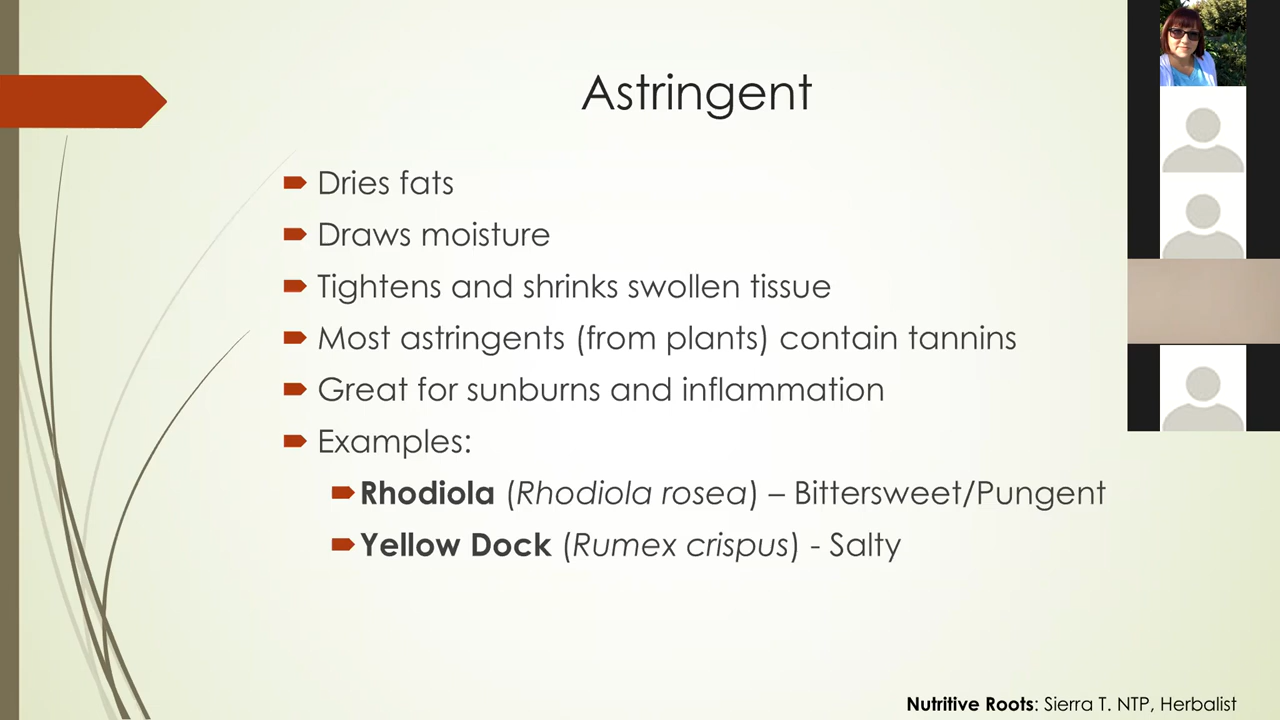 Astringent
Dries fats
Draws moisture
Tightens and shrinks swollen tissue
Most astringents (from plants) contain tannins
Great for sunburns and inflammation
Examples:
Rhodiola (Rhodiola rosea) – Bittersweet/Pungent
Yellow Dock (Rumex crispus) - Salty
Nutritive Roots: Sierra T. NTP, Herbalist